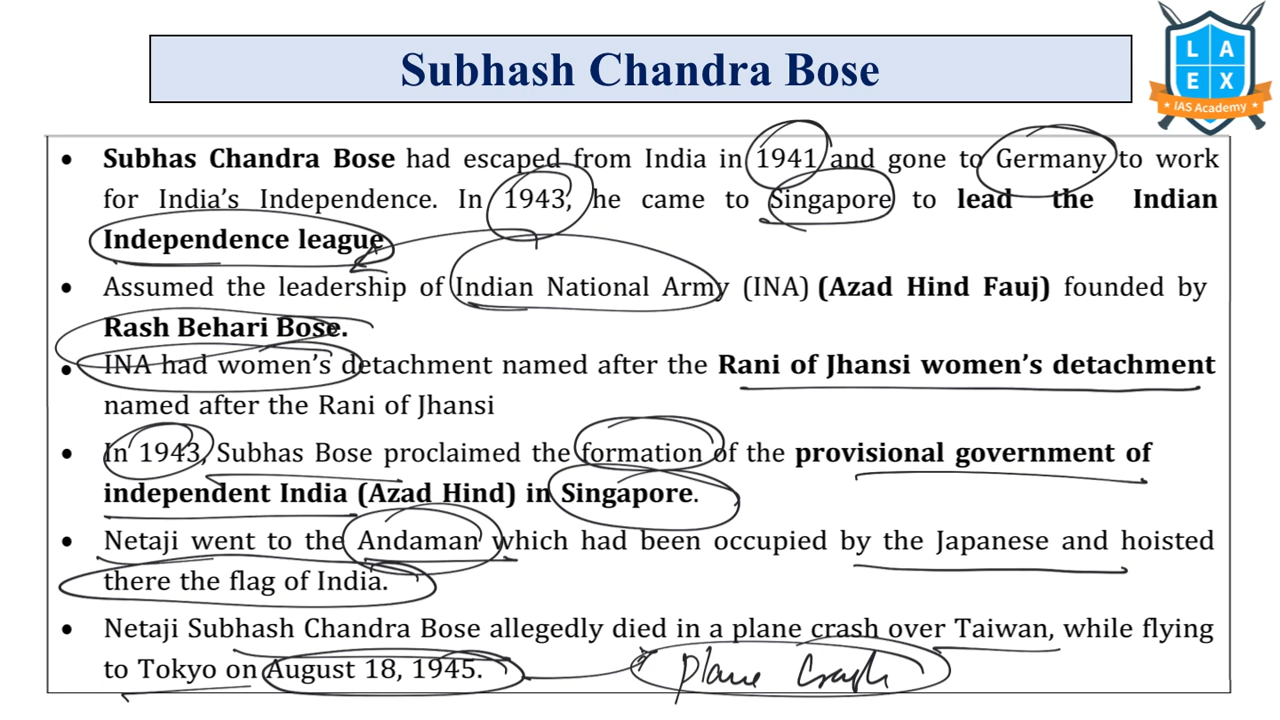 Subhash Chandra Bose
L A
E X
IAS Academy
• Subhas Chandra Bose had escaped from India in 1941 and gone to Germany to work
for India's Independence. In 1943, he came to Singapore to lead the Indian
Independence league
• Assumed the leadership of Indian National Army (INA) (Azad Hind Fauj) founded by
Rash Behari Bose.
• INA had women's detachment named after the Rani of Jhansi women's detachment
named after the Rani of Jhansi
• In 1943, Subhas Bose proclaimed the formation of the provisional government of
independent India (Azad Hind) in Singapore.
• Netaji went to the Andaman which had been occupied by the Japanese and hoisted
there the flag of India.
• Netaji Subhash Chandra Bose allegedly died in a plane crash over Taiwan, while flying
to Tokyo on August 18, 1945.
plane crash